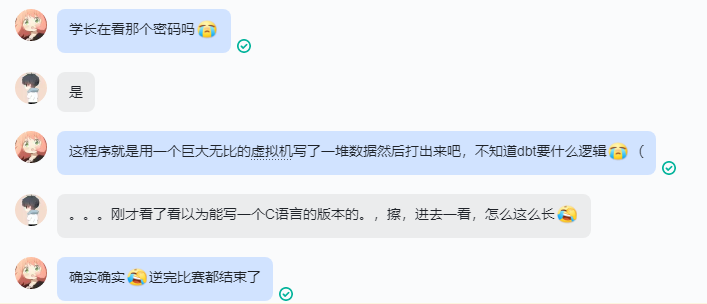 学长在看那个密码吗
是
这程序就是用一个巨大无比的虚拟机写了一堆数据然后打出来吧，不知道dbt要什么逻辑（
。。。刚才看了看以为能写一个C语言的版本的。，擦，进去一看，怎么这么长
确实确实逆完比赛都结束了